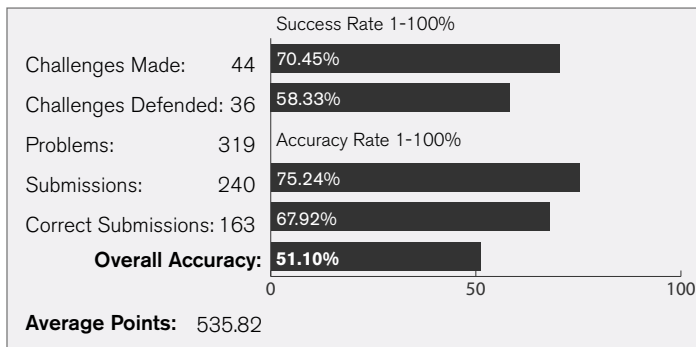 Success Rate 1-100%
Challenges Made: 44 70.45%
Challenges Defended: 36 58.33%
Problems: 319 Accuracy Rate 1-100%
Submissions: 240 75.24%
Correct Submissions: 163 67.92%
Overall Accuracy: 51.10%
0 50 100
Average Points: 535.82